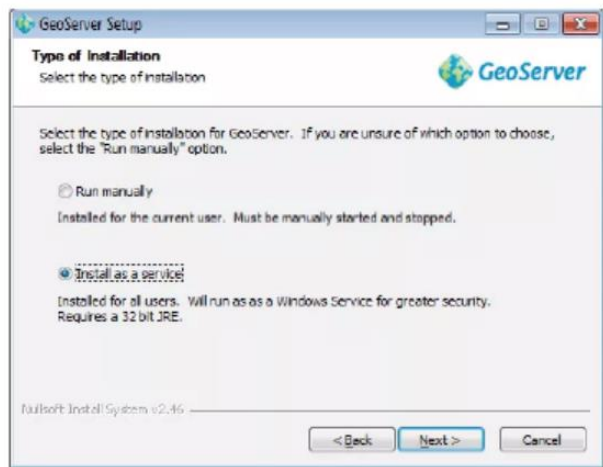 GeoServer Setup
Type of Installation
Select the type of installation
GeoServer
Select the type of installation for GeoServer. If you are unsure of which option to choose,
select the "Run manually" option.
Run manually
Installed for the current user. Must be manually started and stopped.
Install as a service
Installed for all users. Will run as as a Windows Service for greater security.
Requires a 32 bit JRE.
Nullsoft Install System v2.46
< Back
Next >
Cancel